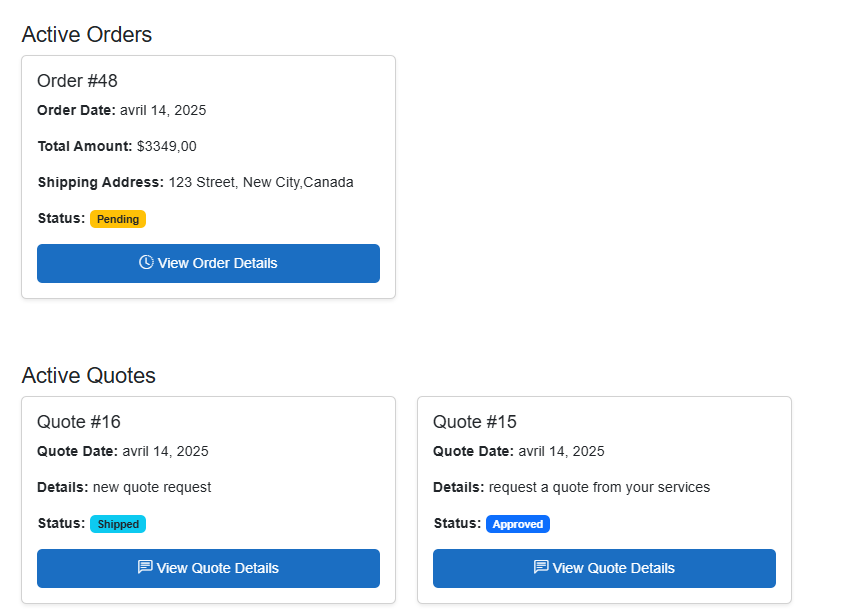 Active Orders
Order #48
Order Date: avril 14, 2025
Total Amount: $3349,00
Shipping Address: 123 Street, New City,Canada
Status: Pending
View Order Details
Active Quotes
Quote #16
Quote Date: avril 14, 2025
Details: new quote request
Status: Shipped
View Quote Details
Quote #15
Quote Date: avril 14, 2025
Details: request a quote from your services
Status: Approved
View Quote Details